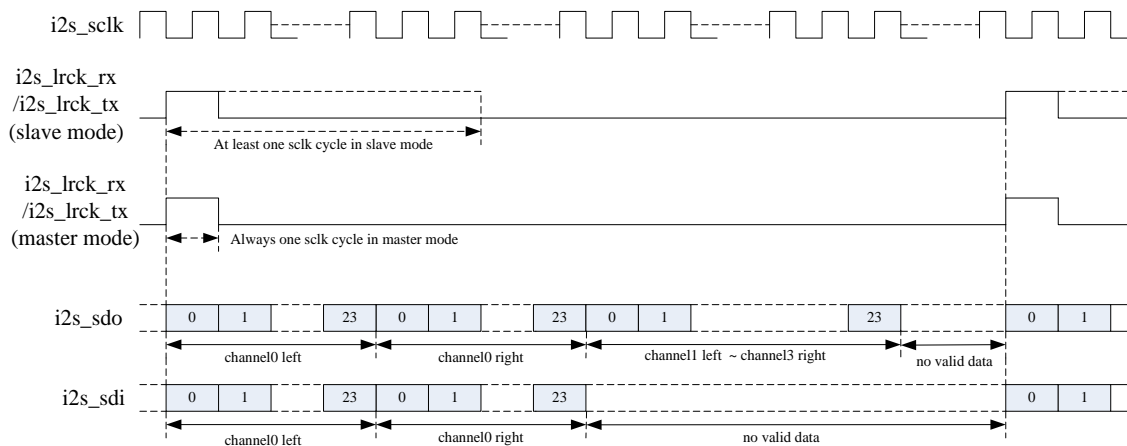 i2s_sclk
i2s_lrck_rx
/i2s_lrck_tx
(slave mode)
At least one sclk cycle in slave mode
i2s_lrck_rx
/i2s_lrck_tx
(master mode)
Always one sclk cycle in master mode
i2s_sdo 0 1 23 0 1 23 0 1 23 0 1
channel0 left channel0 right channel1 left ~ channel3 right no valid data
i2s_sdi 0 1 23 0 1 23 0 1
channel0 left channel0 right no valid data